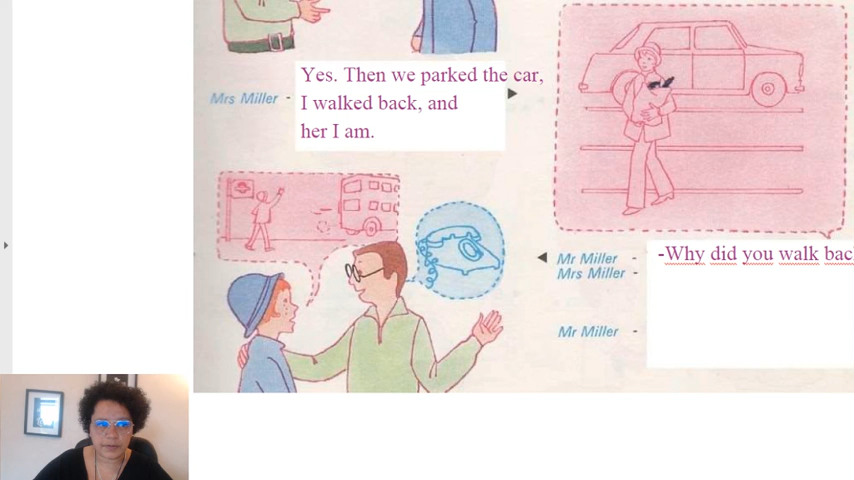 Mrs Miller - Yes. Then we parked the car,
I walked back, and
her I am.
Mr Miller - -Why did you walk bac
Mrs Miller -
Mr Miller -